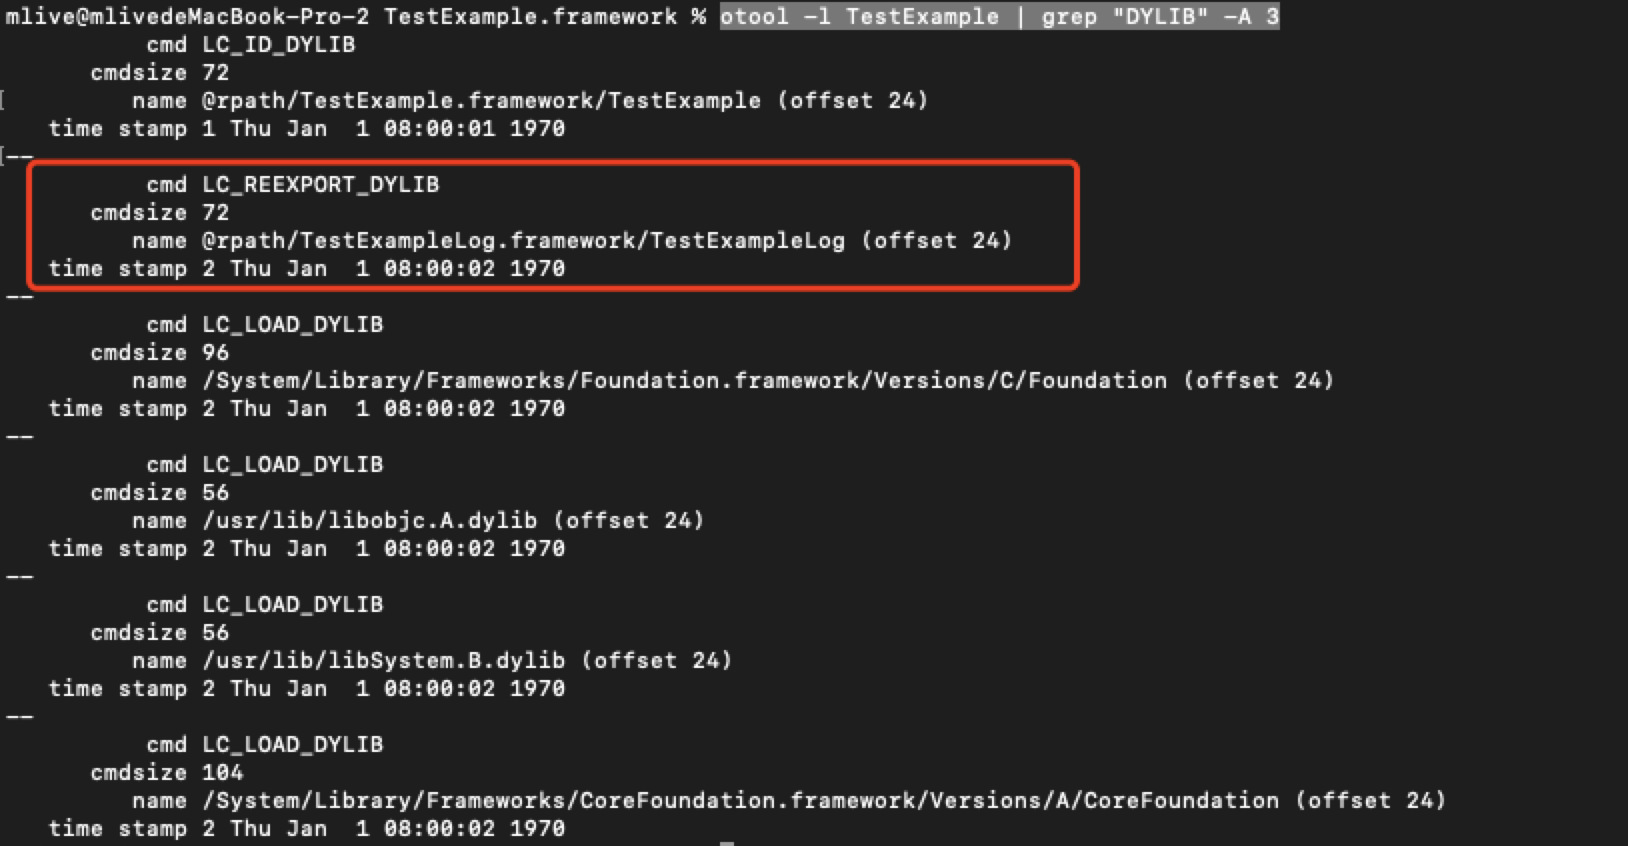 mlive@mlivedeMacBook-Pro-2 TestExample.framework % otool -l TestExample | grep "DYLIB" -A 3
cmd LC_ID_DYLIB
cmdsize 72
name @rpath/TestExample.framework/TestExample (offset 24)
time stamp 1 Thu Jan  1 08:00:01 1970
--
cmd LC_REEXPORT_DYLIB
cmdsize 72
name @rpath/TestExampleLog.framework/TestExampleLog (offset 24)
time stamp 2 Thu Jan  1 08:00:02 1970
--
cmd LC_LOAD_DYLIB
cmdsize 96
name /System/Library/Frameworks/Foundation.framework/Versions/C/Foundation (offset 24)
time stamp 2 Thu Jan  1 08:00:02 1970
--
cmd LC_LOAD_DYLIB
cmdsize 56
name /usr/lib/libobjc.A.dylib (offset 24)
time stamp 2 Thu Jan  1 08:00:02 1970
--
cmd LC_LOAD_DYLIB
cmdsize 56
name /usr/lib/libSystem.B.dylib (offset 24)
time stamp 2 Thu Jan  1 08:00:02 1970
--
cmd LC_LOAD_DYLIB
cmdsize 104
name /System/Library/Frameworks/CoreFoundation.framework/Versions/A/CoreFoundation (offset 24)
time stamp 2 Thu Jan  1 08:00:02 1970